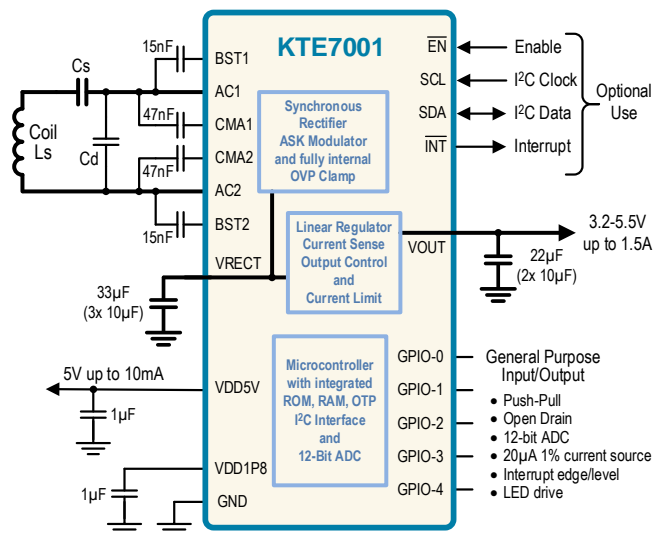 KTE7001
15nF
BST1
Cs
AC1
47nF
CMA1
Coil
Ls
Cd
CMA2
47nF
AC2
BST2
15nF
VRECT
33µF
(3x 10µF)
5V up to 10mA
VDD5V
1µF
VDD1P8
1µF
GND
Synchronous
Rectifier
ASK Modulator
and fully internal
OVP Clamp
Linear Regulator
Current Sense
Output Control
and
Current Limit
Microcontroller
with integrated
ROM, RAM, OTP
I²C Interface
and
12-Bit ADC
EN
Enable
SCL
I²C Clock
SDA
I²C Data
INT
Interrupt
Optional
Use
VOUT
3.2-5.5V
up to 1.5A
22µF
(2x 10µF)
GPIO-0
GPIO-1
GPIO-2
GPIO-3
GPIO-4
General Purpose
Input/Output
• Push-Pull
• Open Drain
• 12-bit ADC
• 20µA 1% current source
• Interrupt edge/level
• LED drive